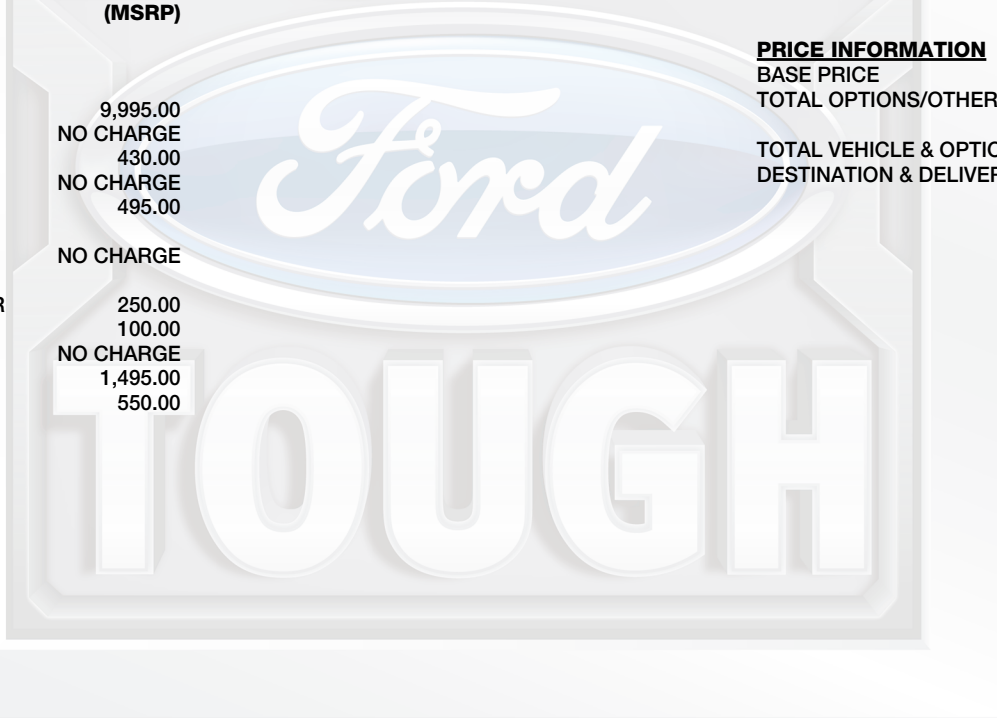 (MSRP)
9,995.00
NO CHARGE
430.00
NO CHARGE
495.00
NO CHARGE
R 250.00
100.00
NO CHARGE
1,495.00
550.00
PRICE INFORMATION
BASE PRICE
TOTAL OPTIONS/OTHER
TOTAL VEHICLE & OPTIO
DESTINATION & DELIVER
Ford
TOUGH